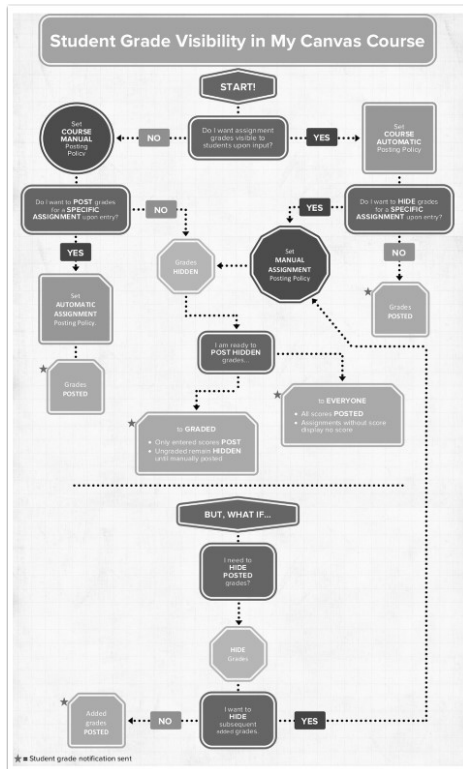 Student Grade Visibility in My Canvas Course
START!
Do I want assignment
grades visible to
students upon input?
NO
YES
Set
COURSE
MANUAL
Posting
Policy
Set
COURSE
AUTOMATIC
Posting
Policy
Do I want to POST grades
for a SPECIFIC
ASSIGNMENT upon entry?
NO
YES
Do I want to HIDE grades
for a SPECIFIC
ASSIGNMENT upon entry?
YES
NO
Grades
HIDDEN
Set
MANUAL
ASSIGNMENT
Posting Policy
Set
AUTOMATIC
ASSIGNMENT
Posting Policy.
Grades
POSTED
Grades
POSTED
I am ready to
POST HIDDEN
grades...
to GRADED
• Only entered scores POST
• Ungraded remain HIDDEN
until manually posted
to EVERYONE
• All scores POSTED
• Assignments without score
display no score
BUT, WHAT IF...
I need to
HIDE
POSTED
grades?
HIDE
Grades
I want to
HIDE
subsequent
added grades.
NO
YES
Added
grades
POSTED
★ = Student grade notification sent